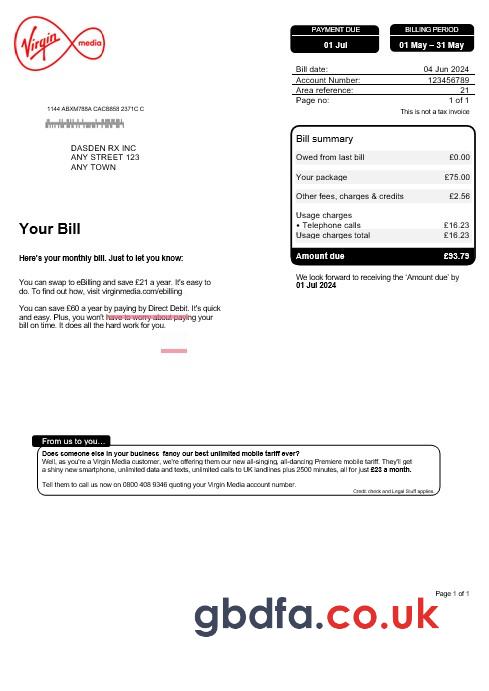 Virgin media
PAYMENT DUE
01 Jul
BILLING PERIOD
01 May – 31 May
Bill date: 04 Jun 2024
Account Number: 123456789
Area reference: 21
Page no: 1 of 1
This is not a tax invoice
1144 ABXM788A CACB858 2371C C
DASDEN RX INC
ANY STREET 123
ANY TOWN
Bill summary
Owed from last bill £0.00
Your package £75.00
Other fees, charges & credits £2.56
Usage charges
• Telephone calls £16.23
Usage charges total £16.23
Amount due £93.79
We look forward to receiving the ‘Amount due’ by
01 Jul 2024
Your Bill
Here's your monthly bill. Just to let you know:
You can swap to eBilling and save £21 a year. It's easy to
do. To find out how, visit virginmedia.com/ebilling
You can save £60 a year by paying by Direct Debit. It's quick
and easy. Plus, you won't have to worry about paying your
bill on time. It does all the hard work for you.
From us to you...
Does someone else in your business fancy our best unlimited mobile tariff ever?
Well, as you're a Virgin Media customer, we're offering them our new all-singing, all-dancing Premiere mobile tariff. They'll get
a shiny new smartphone, unlimited data and texts, unlimited calls to UK landlines plus 2500 minutes, all for just £23 a month.
Tell them to call us now on 0800 408 9346 quoting your Virgin Media account number.
Credit check and Legal Stuff applies.
Page 1 of 1
gbdfa.co.uk